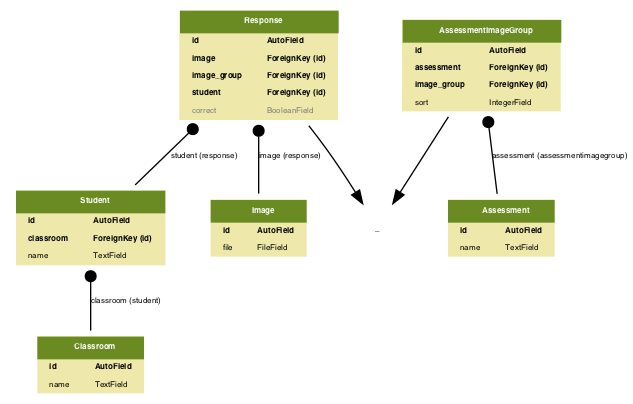 Response
id AutoField
image ForeignKey (id)
image_group ForeignKey (id)
student ForeignKey (id)
correct BooleanField
AssessmentImageGroup
id AutoField
assessment ForeignKey (id)
image_group ForeignKey (id)
sort IntegerField
student (response)
image (response)
assessment (assessmentimagegroup)
Student
id AutoField
classroom ForeignKey (id)
name TextField
Image
id AutoField
file FileField
_
Assessment
id AutoField
name TextField
classroom (student)
Classroom
id AutoField
name TextField